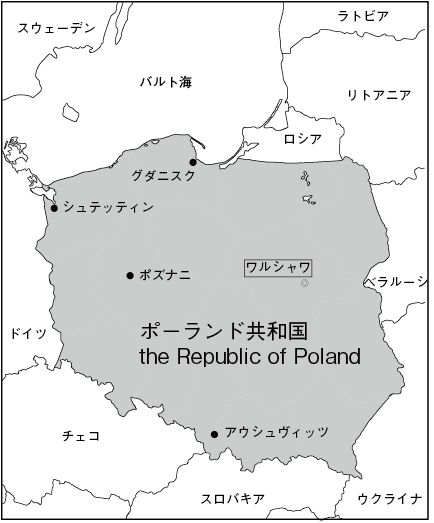 スウェーデン
ラトビア
バルト海
リトアニア
ロシア
グダニスク
シュテッティン
ポズナニ
ワルシャワ
ベラルーシ
ドイツ
ポーランド共和国
the Republic of Poland
アウシュヴィッツ
チェコ
スロバキア
ウクライナ